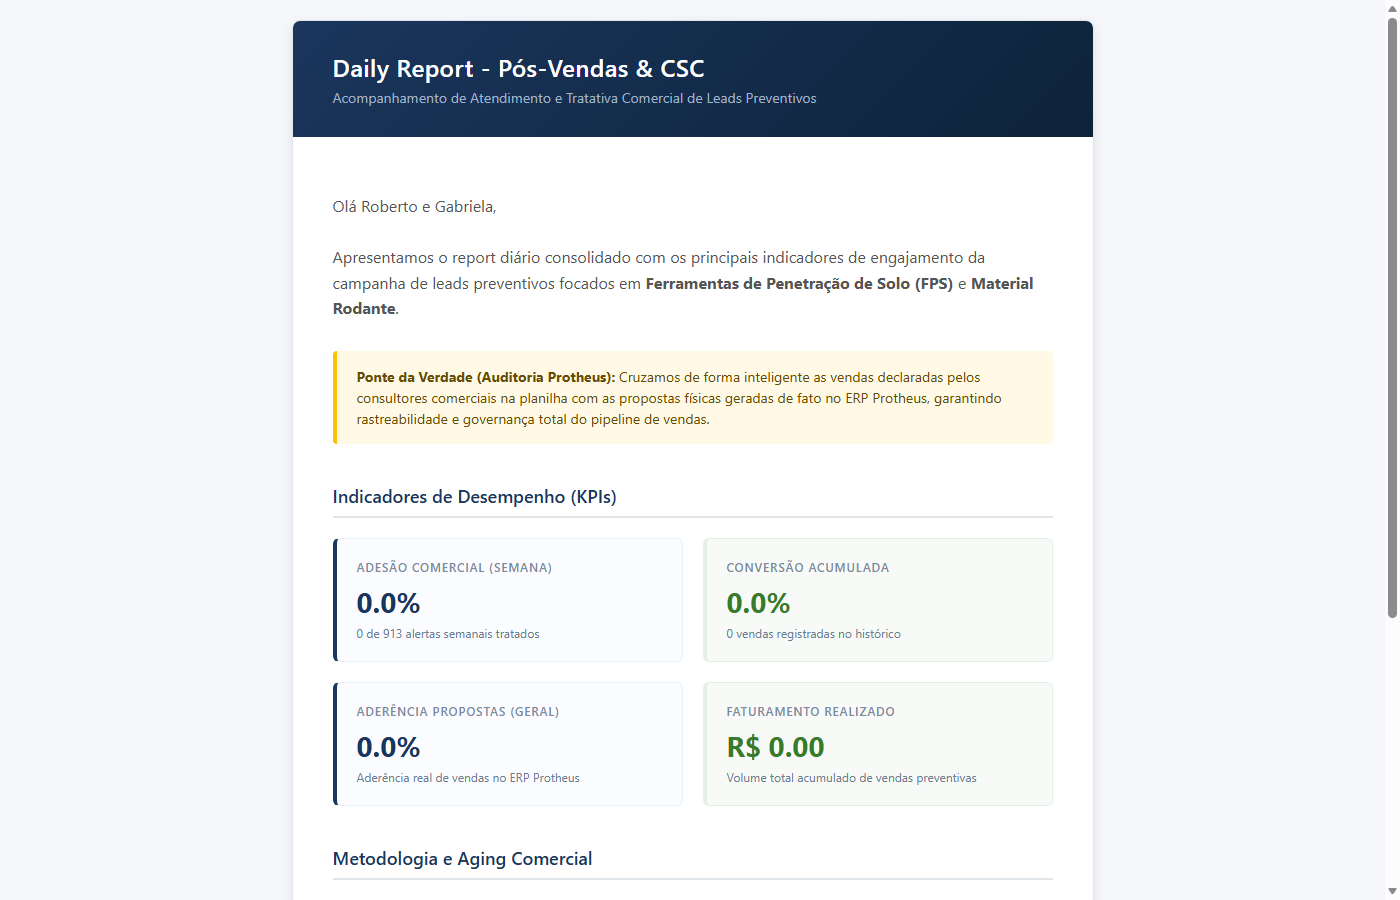 Daily Report - Pós-Vendas & CSC
Acompanhamento de Atendimento e Tratativa Comercial de Leads Preventivos
Olá Roberto e Gabriela,
Apresentamos o report diário consolidado com os principais indicadores de engajamento da
campanha de leads preventivos focados em Ferramentas de Penetração de Solo (FPS) e Material
Rodante.
Ponte da Verdade (Auditoria Protheus): Cruzamos de forma inteligente as vendas declaradas pelos
consultores comerciais na planilha com as propostas físicas geradas de fato no ERP Protheus, garantindo
rastreabilidade e governança total do pipeline de vendas.
Indicadores de Desempenho (KPIs)
ADESÃO COMERCIAL (SEMANA)
0.0%
0 de 913 alertas semanais tratados
CONVERSÃO ACUMULADA
0.0%
0 vendas registradas no histórico
ADERÊNCIA PROPOSTAS (GERAL)
0.0%
Aderência real de vendas no ERP Protheus
FATURAMENTO REALIZADO
R$ 0.00
Volume total acumulado de vendas preventivas
Metodologia e Aging Comercial